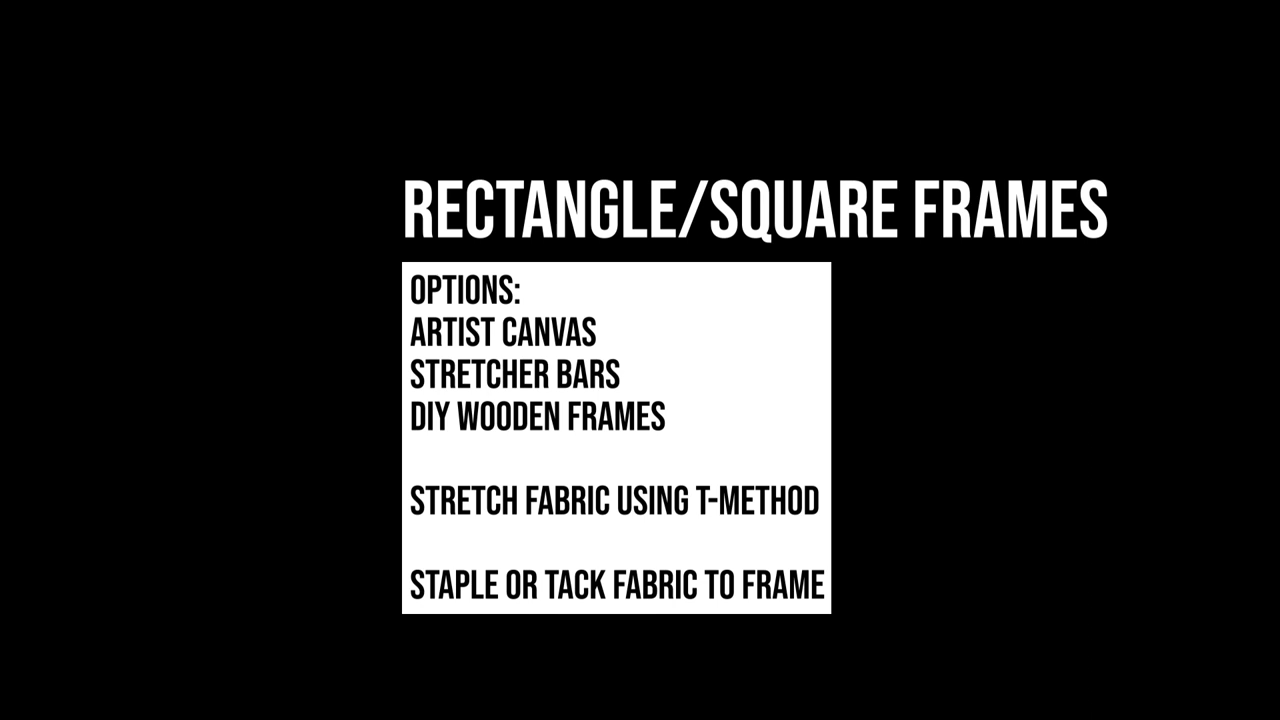 RECTANGLE/SQUARE FRAMES
OPTIONS:
ARTIST CANVAS
STRETCHER BARS
DIY WOODEN FRAMES
STRETCH FABRIC USING T-METHOD
STAPLE OR TACK FABRIC TO FRAME